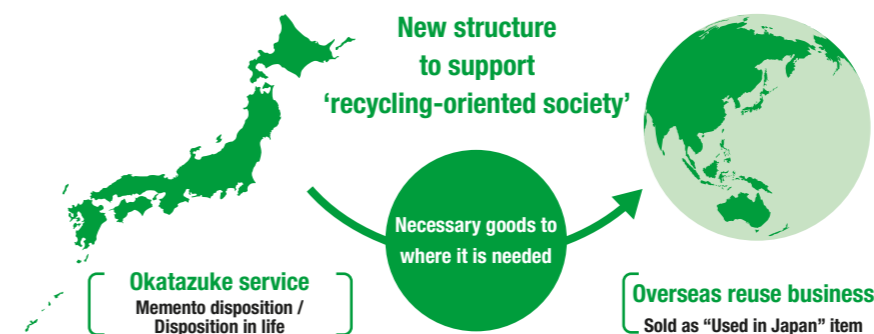 New structure
to support
‘recycling-oriented society’
Necessary goods to
where it is needed
Okatazuke service
Memento disposition /
Disposition in life
Overseas reuse business
Sold as “Used in Japan” item